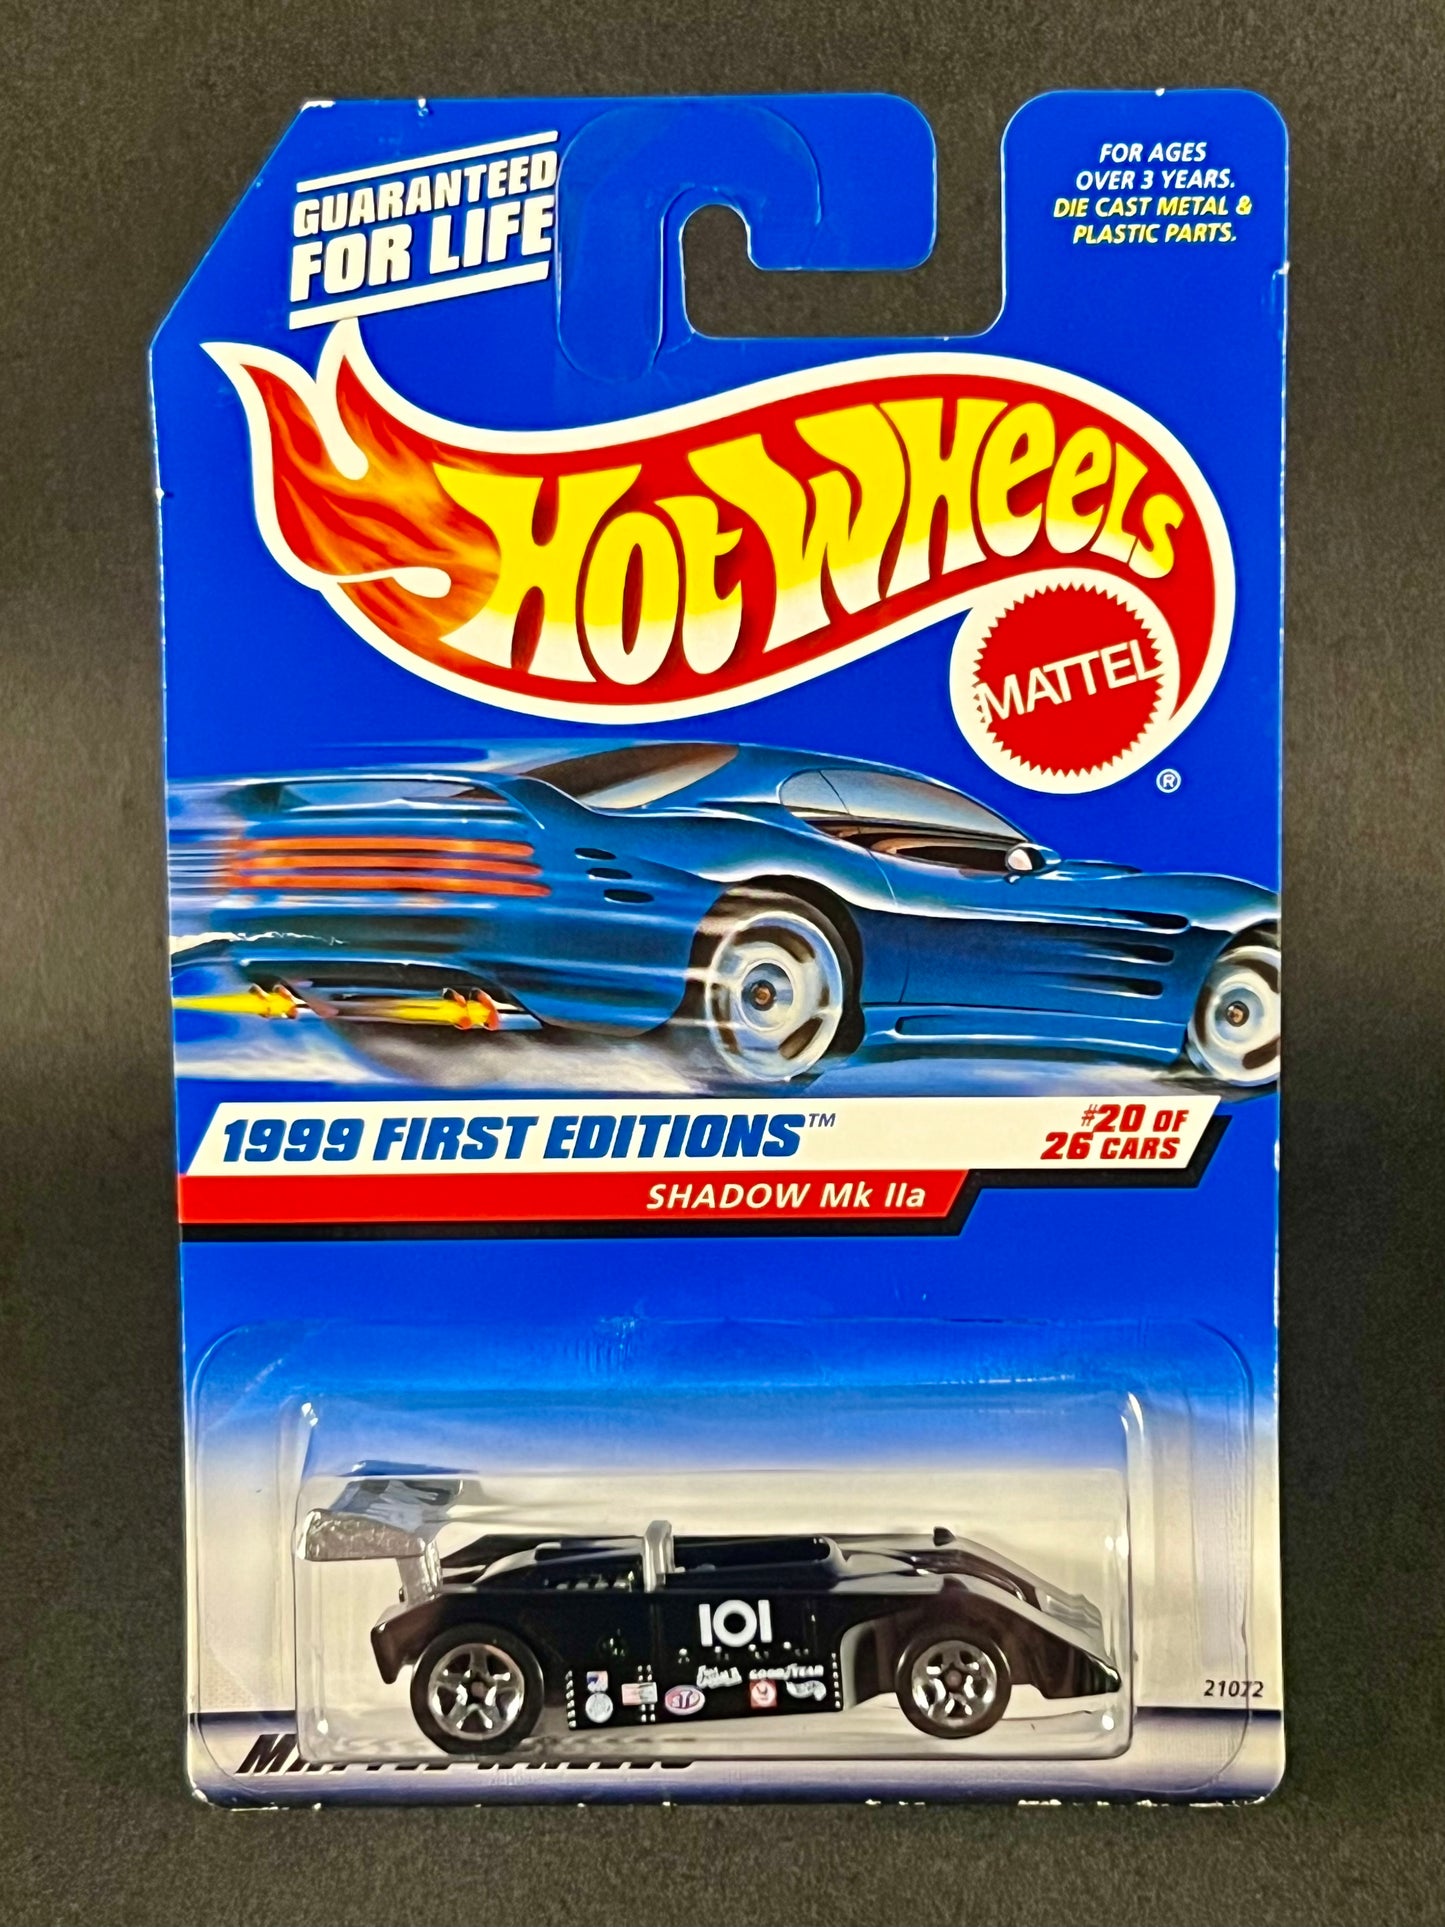 GUARANTEED
FOR LIFE
FOR AGES
OVER 3 YEARS.
DIE CAST METAL &
PLASTIC PARTS.
HOT WHEELS
MATTEL
®
1999 FIRST EDITIONS™
#20 OF
26 CARS
SHADOW Mk IIa
101
GOODYEAR
STP
21072